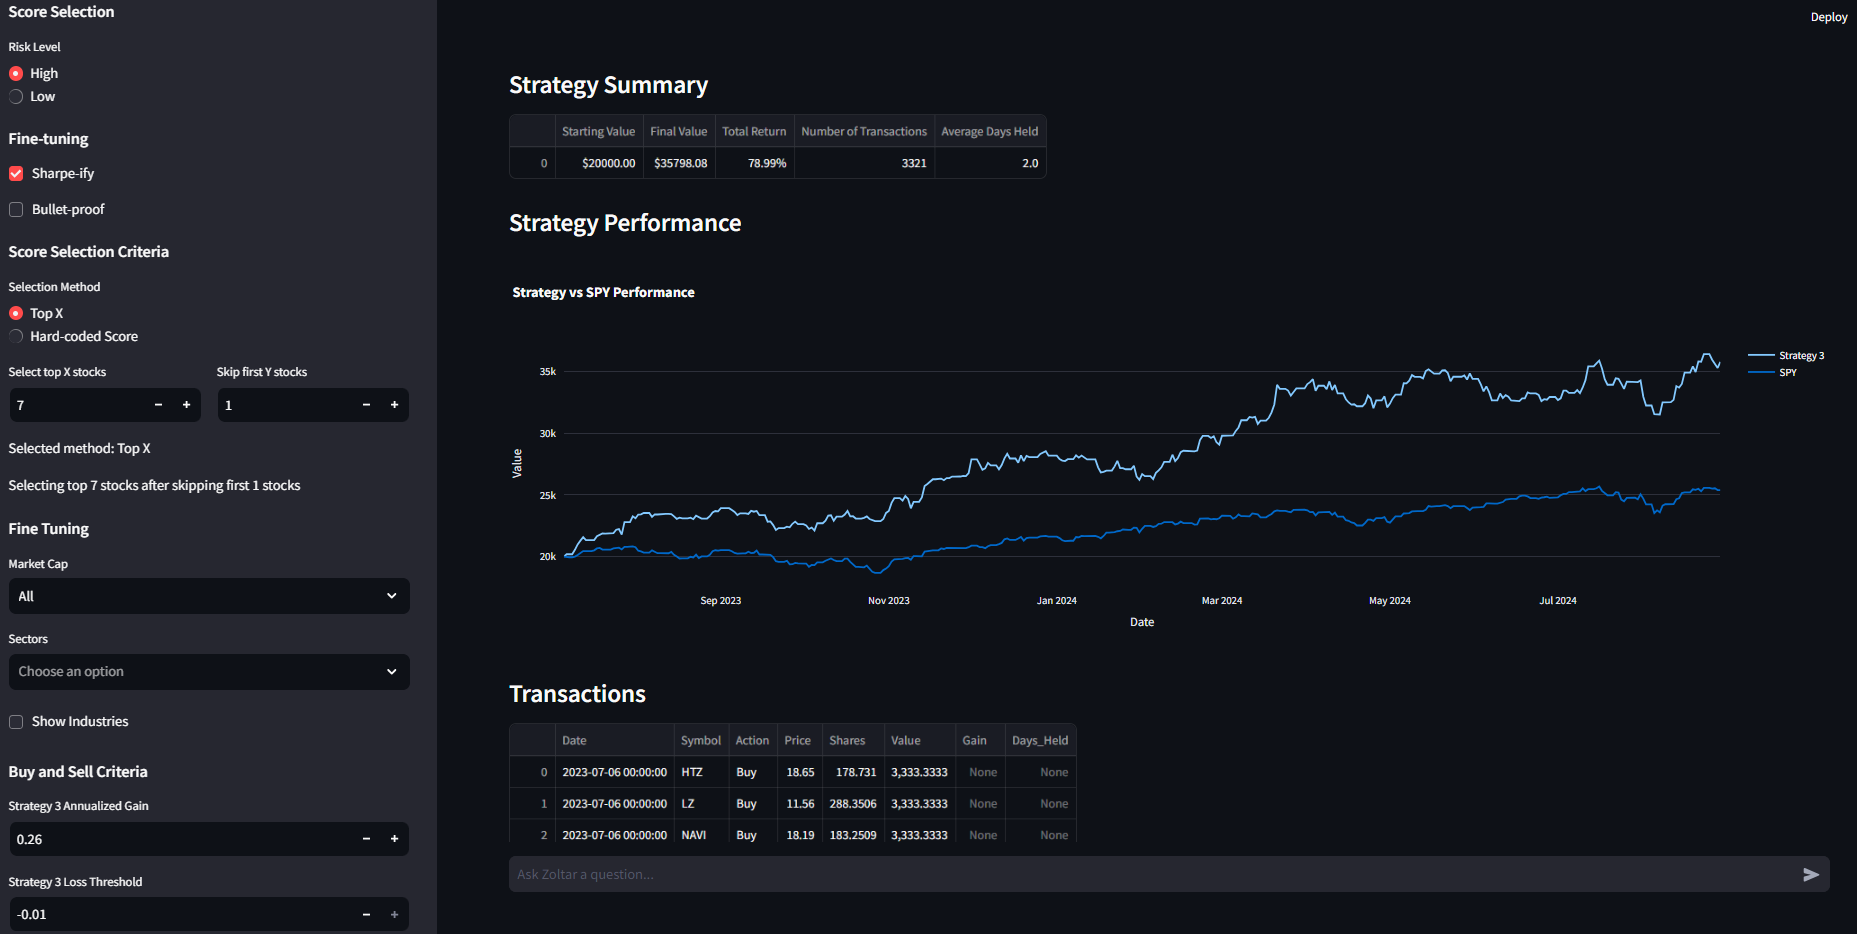 Score Selection
Risk Level
High
Low
Fine-tuning
Sharpe-ify
Bullet-proof
Score Selection Criteria
Selection Method
Top X
Hard-coded Score
Select top X stocks
Skip first Y stocks
7 - +
1 - +
Selected method: Top X
Selecting top 7 stocks after skipping first 1 stocks
Fine Tuning
Market Cap
All
Sectors
Choose an option
Show Industries
Buy and Sell Criteria
Strategy 3 Annualized Gain
0.26 - +
Strategy 3 Loss Threshold
-0.01 - +
Deploy
Strategy Summary
Starting Value Final Value Total Return Number of Transactions Average Days Held
0 $20000.00 $35798.08 78.99% 3321 2.0
Strategy Performance
Strategy vs SPY Performance
Strategy 3
SPY
35k
30k
25k
20k
Value
Sep 2023 Nov 2023 Jan 2024 Mar 2024 May 2024 Jul 2024
Date
Transactions
Date Symbol Action Price Shares Value Gain Days_Held
0 2023-07-06 00:00:00 HTZ Buy 18.65 178.731 3,333.3333 None None
1 2023-07-06 00:00:00 LZ Buy 11.56 288.3506 3,333.3333 None None
2 2023-07-06 00:00:00 NAVI Buy 18.19 183.2509 3,333.3333 None None
Ask Zoltar a question...